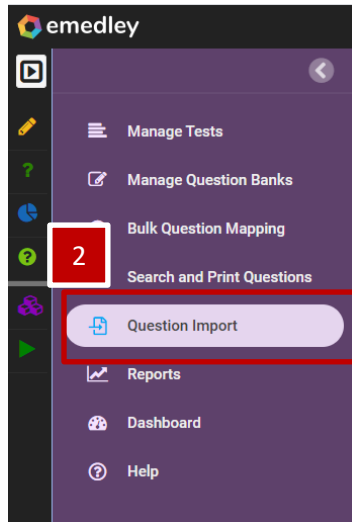 emedley
Manage Tests
Manage Question Banks
Bulk Question Mapping
2
Search and Print Questions
Question Import
Reports
Dashboard
Help